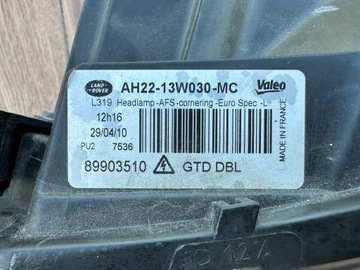 LAND ROVER
AH22-13W030-MC
Valeo
L319 Headlamp -AFS-cornering -Euro Spec -L
12h16
29/04/10
PU2 7536
MADE IN FRANCE
89903510
GTD DBL